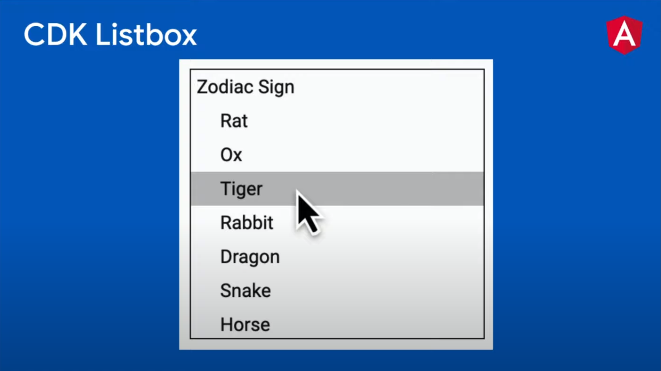 CDK Listbox
Zodiac Sign
Rat
Ox
Tiger
Rabbit
Dragon
Snake
Horse